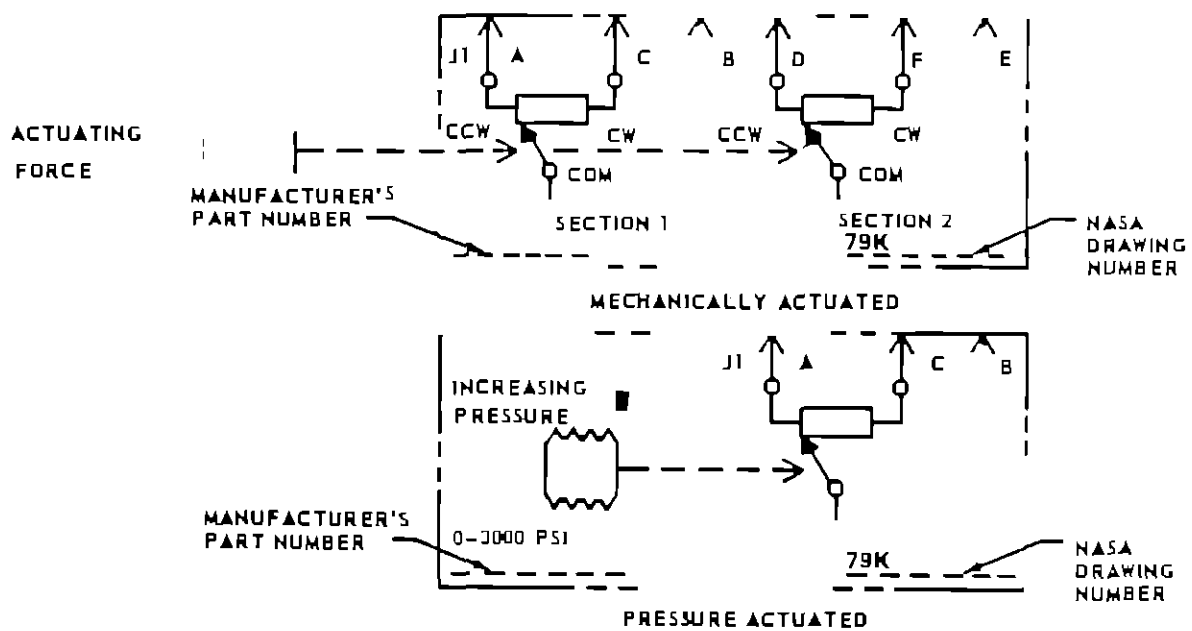 J1 A C B D F E
ACTUATING
FORCE
CCW CW CCW CW
COM COM
MANUFACTURER'S
PART NUMBER
SECTION 1 SECTION 2
79K
NASA
DRAWING
NUMBER
MECHANICALLY ACTUATED
J1 A C B
INCREASING
PRESSURE
MANUFACTURER'S
PART NUMBER
0-3000 PSI
79K
NASA
DRAWING
NUMBER
PRESSURE ACTUATED